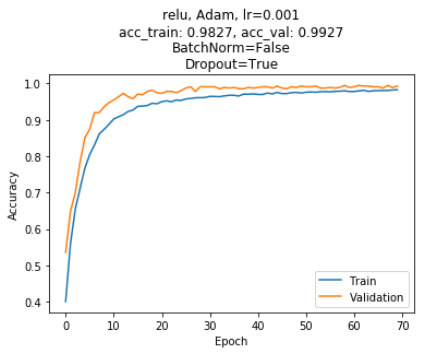 relu, Adam, lr=0.001
acc_train: 0.9827, acc_val: 0.9927
BatchNorm=False
Dropout=True
1.0
0.9
0.8
0.7
0.6
0.5
0.4
Accuracy
Train
Validation
0 10 20 30 40 50 60 70
Epoch